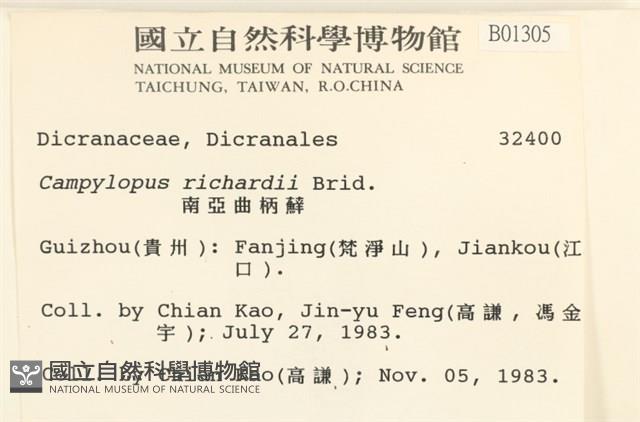 國立自然科學博物館 B01305
NATIONAL MUSEUM OF NATURAL SCIENCE
TAICHUNG, TAIWAN, R.O.CHINA
Dicranaceae, Dicranales 32400
Campylopus richardii Brid.
南亞曲柄蘚
Guizhou(貴州): Fanjing(梵淨山), Jiankou(江
口).
Coll. by Chian Kao, Jin-yu Feng(高謙,馮金
宇); July 27, 1983.
by Chian Kao(高謙); Nov. 05, 1983.
國立自然科學博物館
NATIONAL MUSEUM OF NATURAL SCIENCE